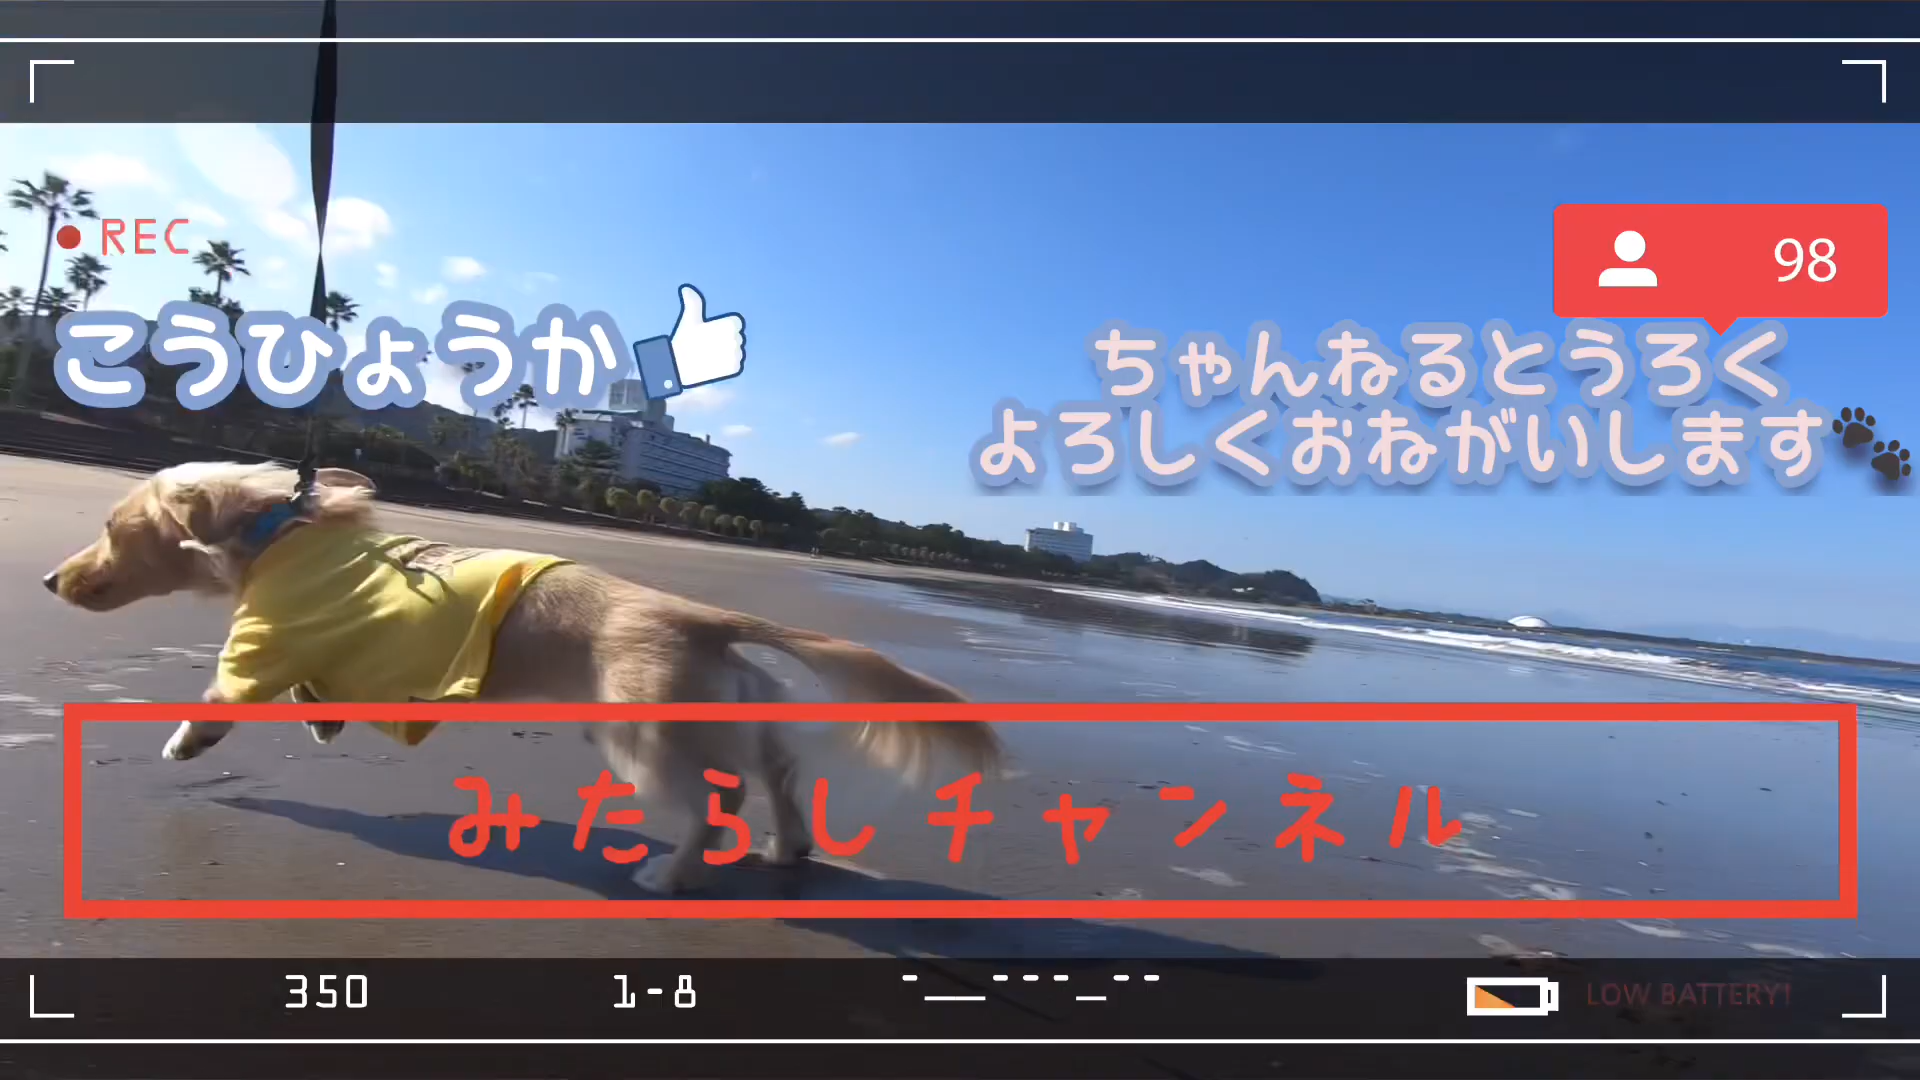 REC
98
こうひょうか
ちゃんねるとうろく
よろしくおねがいします
みたらしチャンネル
350
1-8
LOW BATTERY!